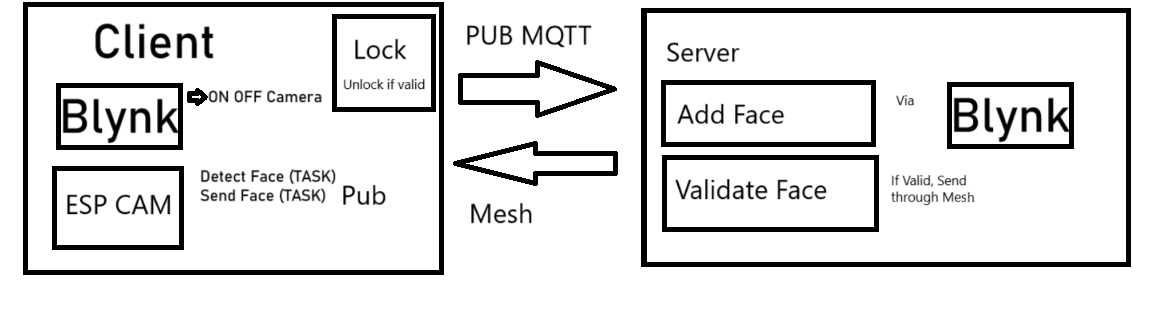 Client
Lock
Unlock if valid
Blynk
ON OFF Camera
ESP CAM
Detect Face (TASK)
Send Face (TASK)
Pub
PUB MQTT
Mesh
Server
Add Face
Via
Blynk
Validate Face
If Valid, Send
through Mesh